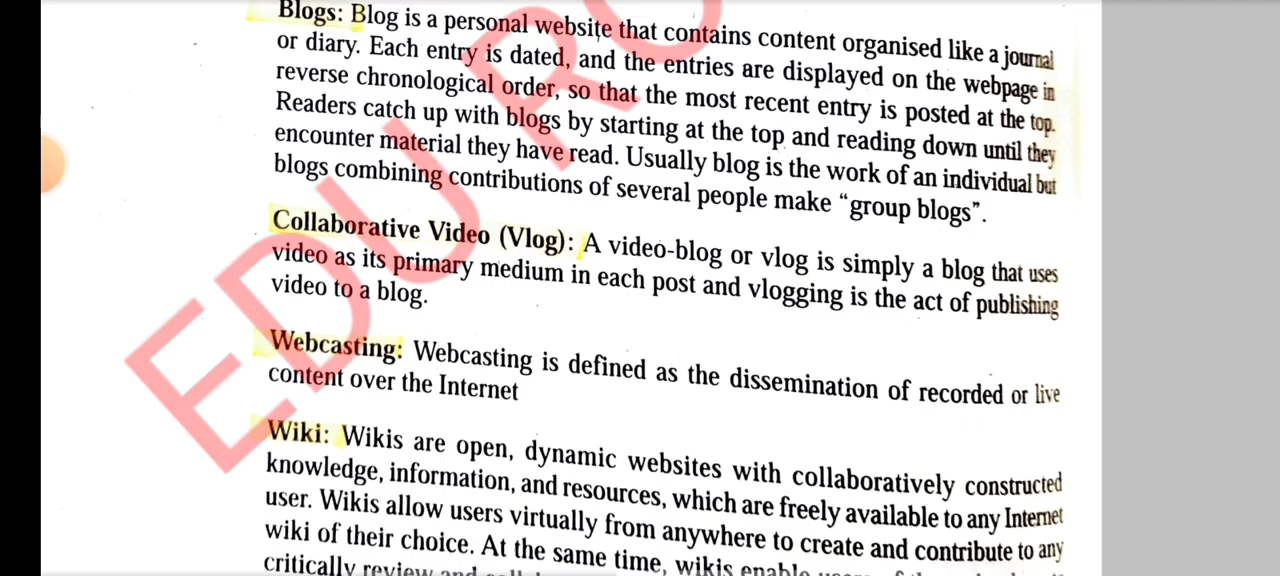 Blogs: Blog is a personal website that contains content organised like a journal
or diary. Each entry is dated, and the entries are displayed on the webpage in
reverse chronological order, so that the most recent entry is posted at the top.
Readers catch up with blogs by starting at the top and reading down until they
encounter material they have read. Usually blog is the work of an individual but
blogs combining contributions of several people make “group blogs”.
Collaborative Video (Vlog): A video-blog or vlog is simply a blog that uses
video as its primary medium in each post and vlogging is the act of publishing
video to a blog.
Webcasting: Webcasting is defined as the dissemination of recorded or live
content over the Internet
Wiki: Wikis are open, dynamic websites with collaboratively constructed
knowledge, information, and resources, which are freely available to any Internet
user. Wikis allow users virtually from anywhere to create and contribute to any
wiki of their choice. At the same time, wikis enable
critically review and
EDU